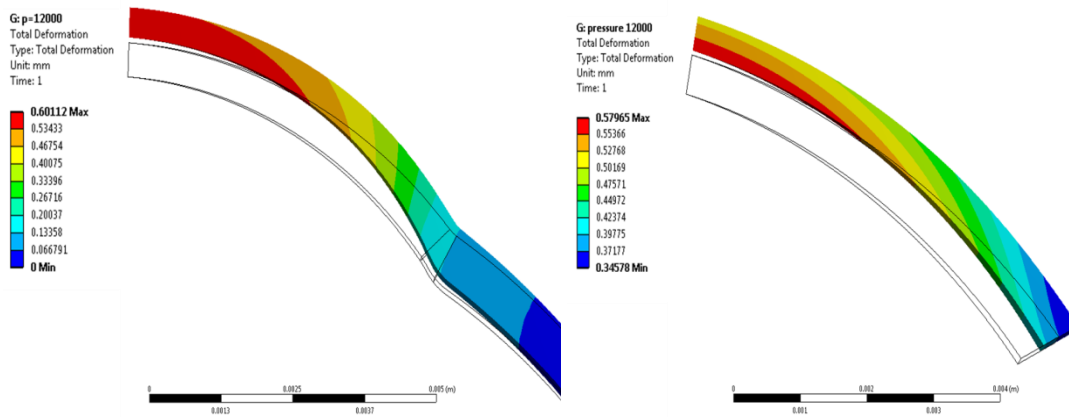 G: p=12000
Total Deformation
Type: Total Deformation
Unit: mm
Time: 1
0.60112 Max
0.53433
0.46754
0.40075
0.33396
0.26716
0.20037
0.13358
0.066791
0 Min
0
0.0025
0.005 (m)
0.0013
0.0037
G: pressure 12000
Total Deformation
Type: Total Deformation
Unit: mm
Time: 1
0.57965 Max
0.55366
0.52768
0.50169
0.47571
0.44972
0.42374
0.39775
0.37177
0.34578 Min
0
0.002
0.004 (m)
0.001
0.003